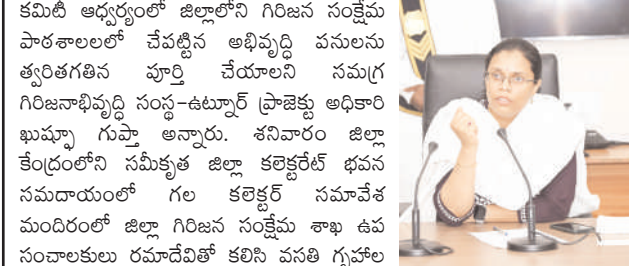 కమిటీ ఆధ్వర్యంలో జిల్లాలోని గిరిజన సంక్షేమ
పాఠశాలలలో చేపట్టిన అభివృద్ధి పనులను
త్వరితగతిన పూర్తి చేయాలని సమగ్ర
గిరిజనాభివృద్ధి సంస్థ-ఉట్నూర్ ప్రాజెక్టు అధికారి
ఖుష్బూ గుప్తా అన్నారు. శనివారం జిల్లా
కేంద్రంలోని సమీకృత జిల్లా కలెక్టరేట్ భవన
సముదాయంలో గల కలెక్టర్ సమావేశ
మందిరంలో జిల్లా గిరిజన సంక్షేమ శాఖ ఉప
సంచాలకులు రమాదేవితో కలిసి వసతి గృహాల